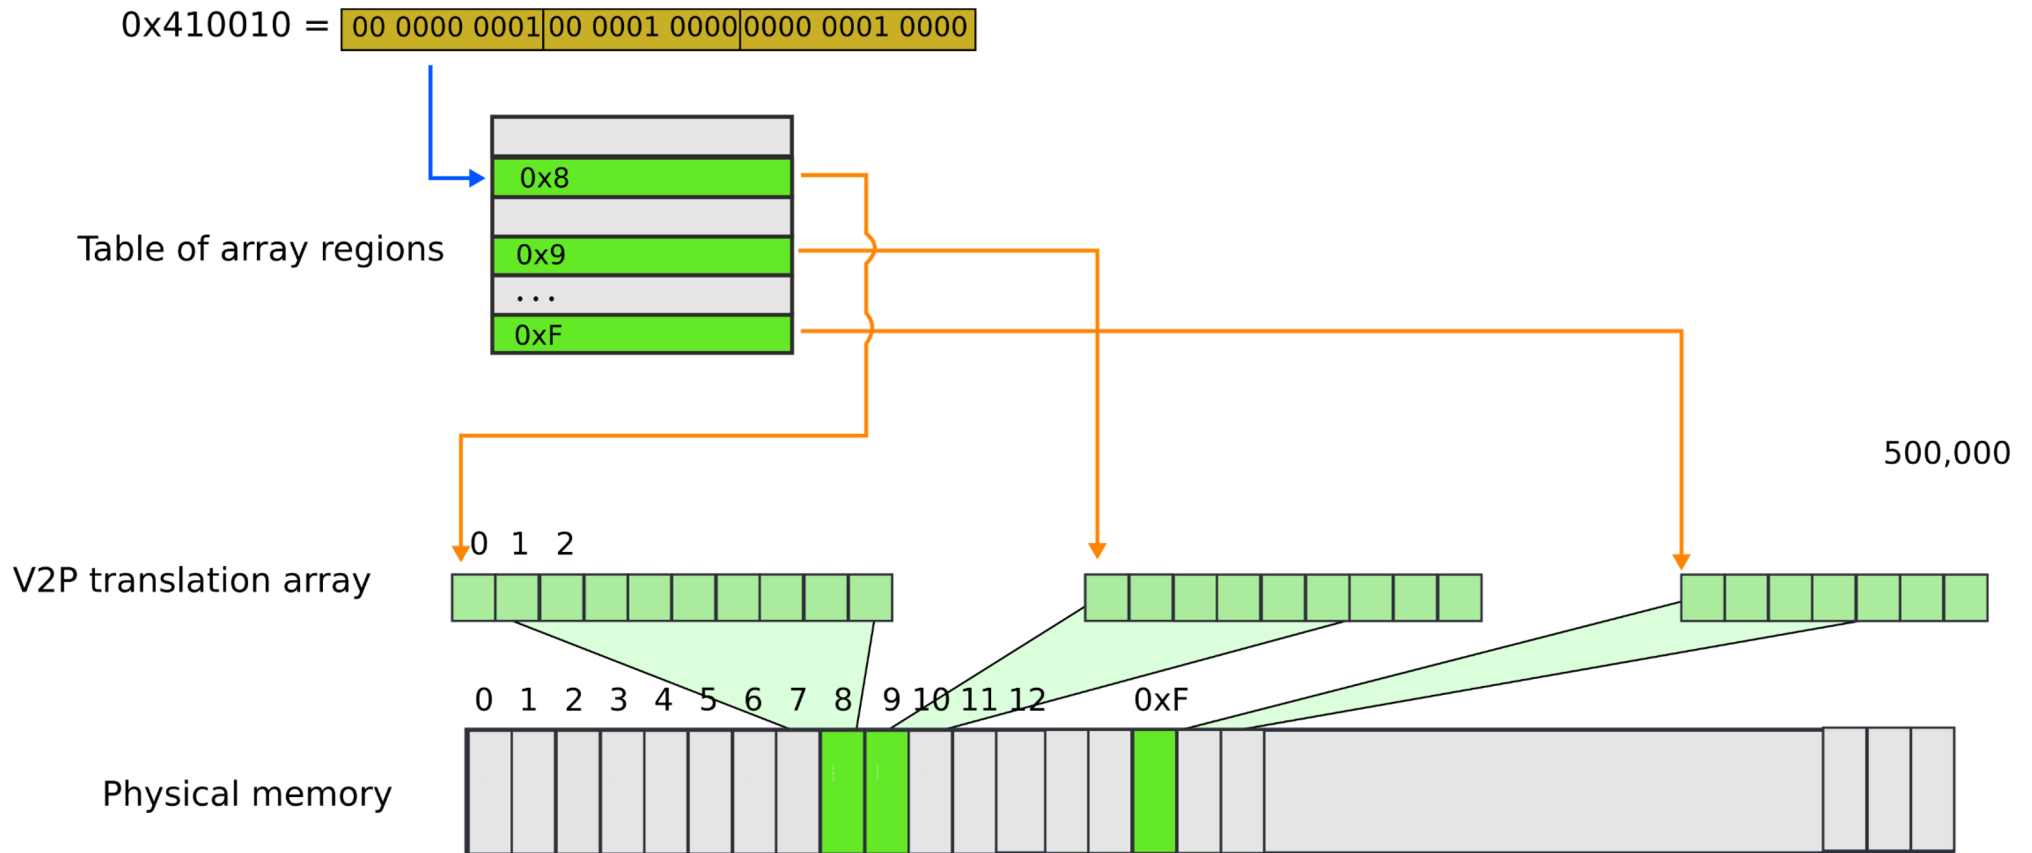 0x410010 = 00 0000 0001 00 0001 0000 0000 0001 0000
0x8
Table of array regions
0x9
...
0xF
500,000
0 1 2
V2P translation array
0 1 2 3 4 5 6 7 8 9 10 11 12 0xF
Physical memory